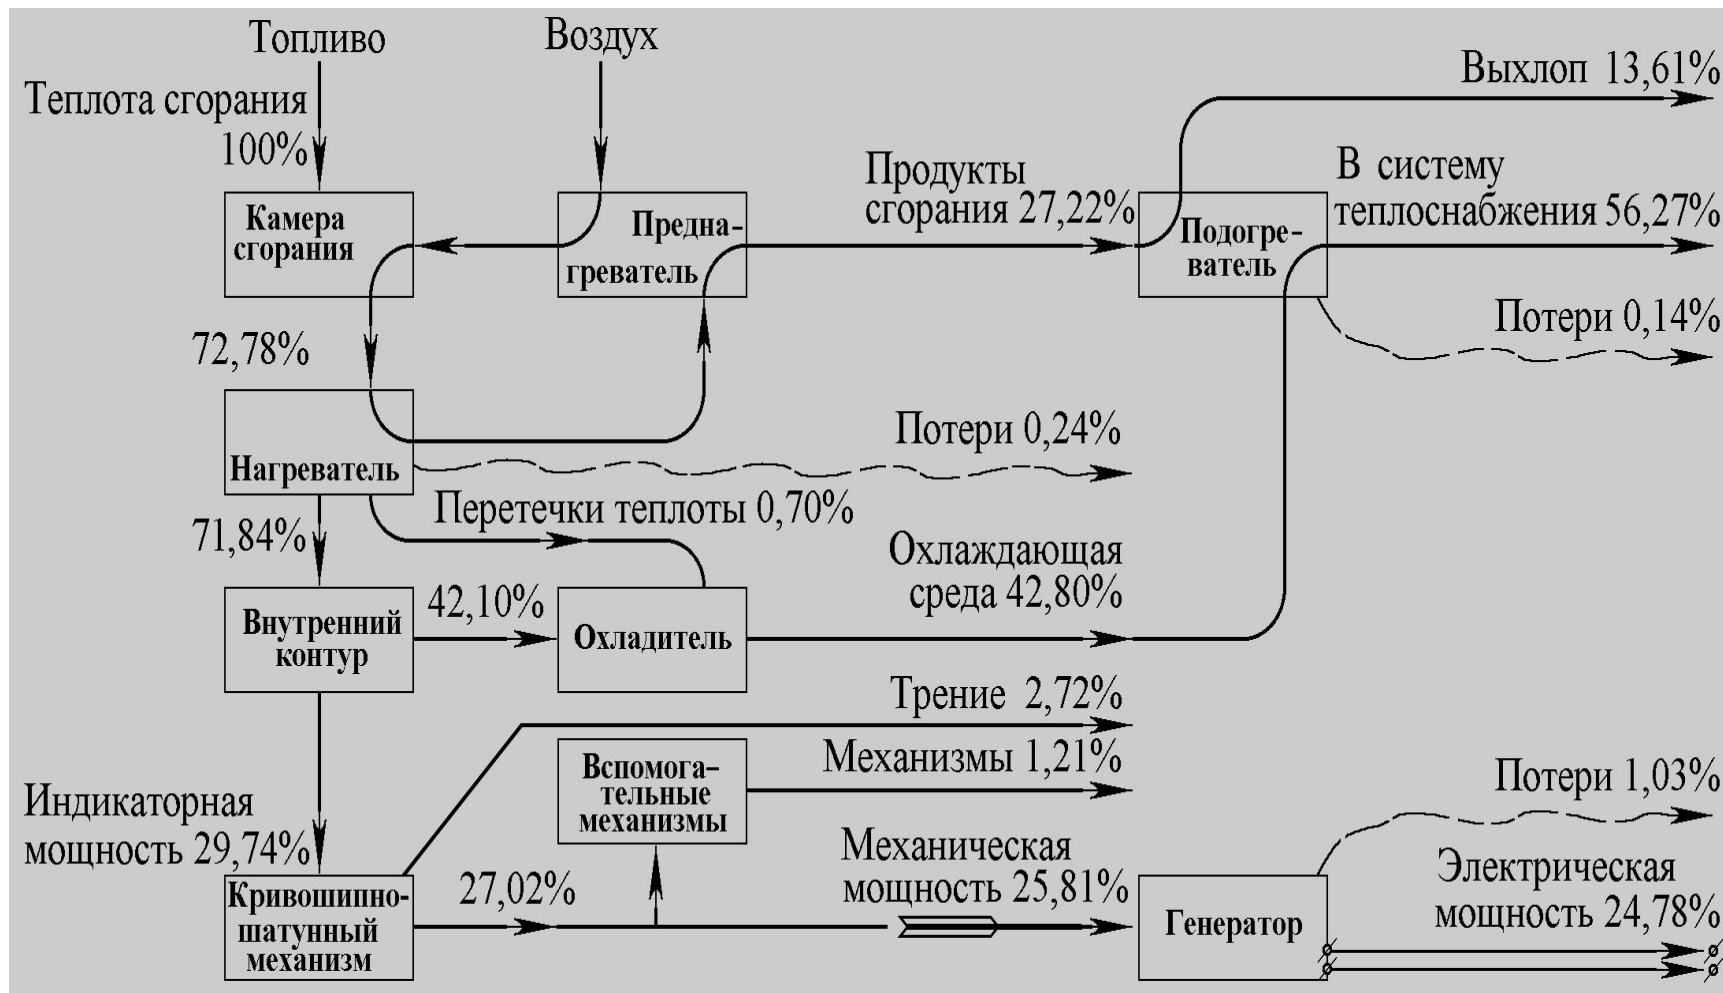 Топливо
Воздух
Теплота сгорания
100%
Выхлоп 13,61%
Камера
сгорания
Предна-
греватель
Продукты
сгорания 27,22%
Подогре-
ватель
В систему
теплоснабжения 56,27%
Потери 0,14%
72,78%
Нагреватель
Потери 0,24%
71,84%
Перетечки теплоты 0,70%
Охлаждающая
среда 42,80%
Внутренний
контур
42,10%
Охладитель
Трение 2,72%
Вспомога-
тельные
механизмы
Механизмы 1,21%
Индикаторная
мощность 29,74%
Кривошипно-
шатунный
механизм
27,02%
Механическая
мощность 25,81%
Генератор
Потери 1,03%
Электрическая
мощность 24,78%